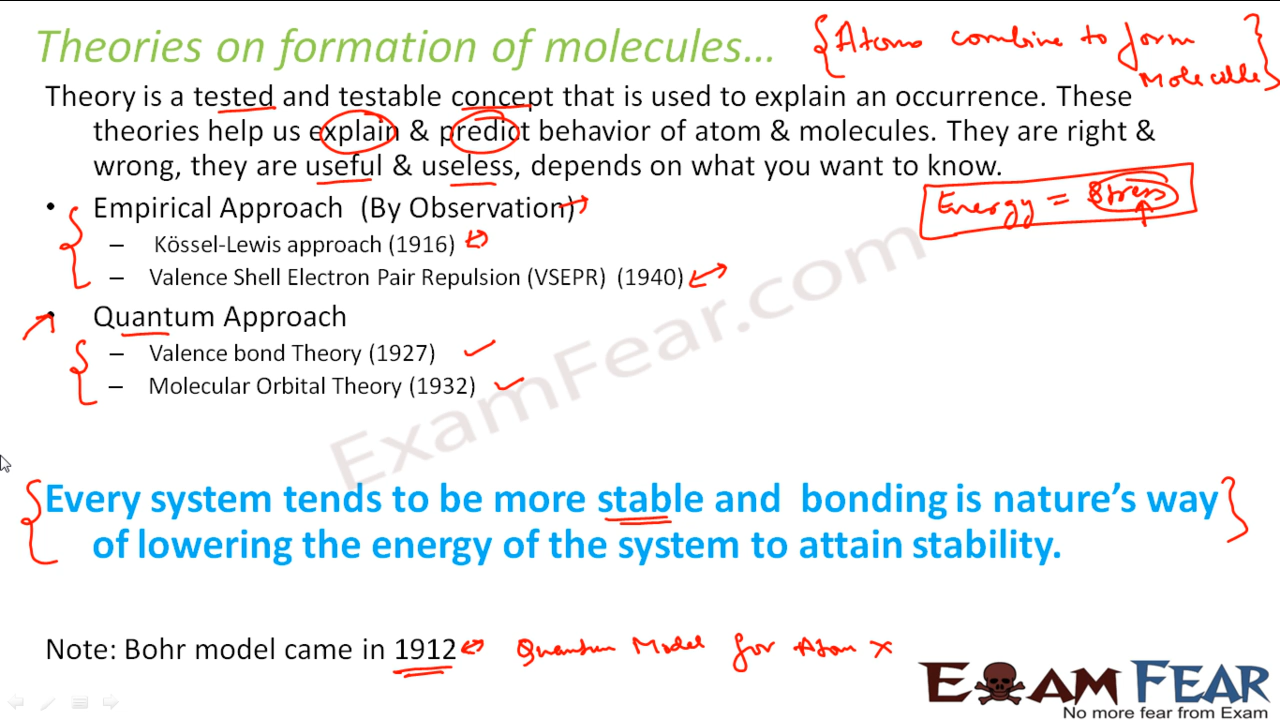 Theories on formation of molecules...
{Atoms combine to form
Molecules}
Theory is a tested and testable concept that is used to explain an occurrence. These
theories help us explain & predict behavior of atom & molecules. They are right &
wrong, they are useful & useless, depends on what you want to know.
Energy = Stress
• Empirical Approach (By Observation)
– Kössel-Lewis approach (1916)
– Valence Shell Electron Pair Repulsion (VSEPR) (1940)
• Quantum Approach
– Valence bond Theory (1927)
– Molecular Orbital Theory (1932)
ExamFear.com
Every system tends to be more stable and bonding is nature's way
of lowering the energy of the system to attain stability.
Note: Bohr model came in 1912 Quantum Model for Atom x
EXAM FEAR
No more fear from Exam